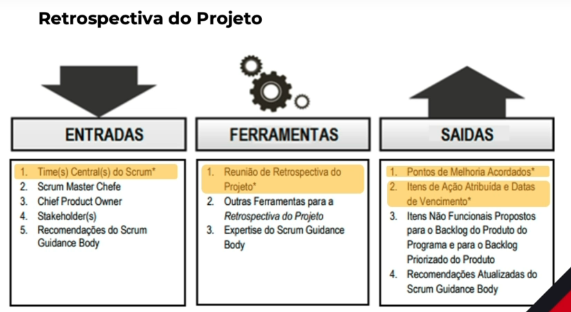 Retrospectiva do Projeto
ENTRADAS
1. Time(s) Central(s) do Scrum*
2. Scrum Master Chefe
3. Chief Product Owner
4. Stakeholder(s)
5. Recomendações do Scrum
Guidance Body
FERRAMENTAS
1. Reunião de Retrospectiva do
Projeto*
2. Outras Ferramentas para a
Retrospectiva do Projeto
3. Expertise do Scrum Guidance
Body
SAIDAS
1. Pontos de Melhoria Acordados*
2. Itens de Ação Atribuída e Datas
de Vencimento*
3. Itens Não Funcionais Propostos
para o Backlog do Produto do
Programa e para o Backlog
Priorizado do Produto
4. Recomendações Atualizadas do
Scrum Guidance Body